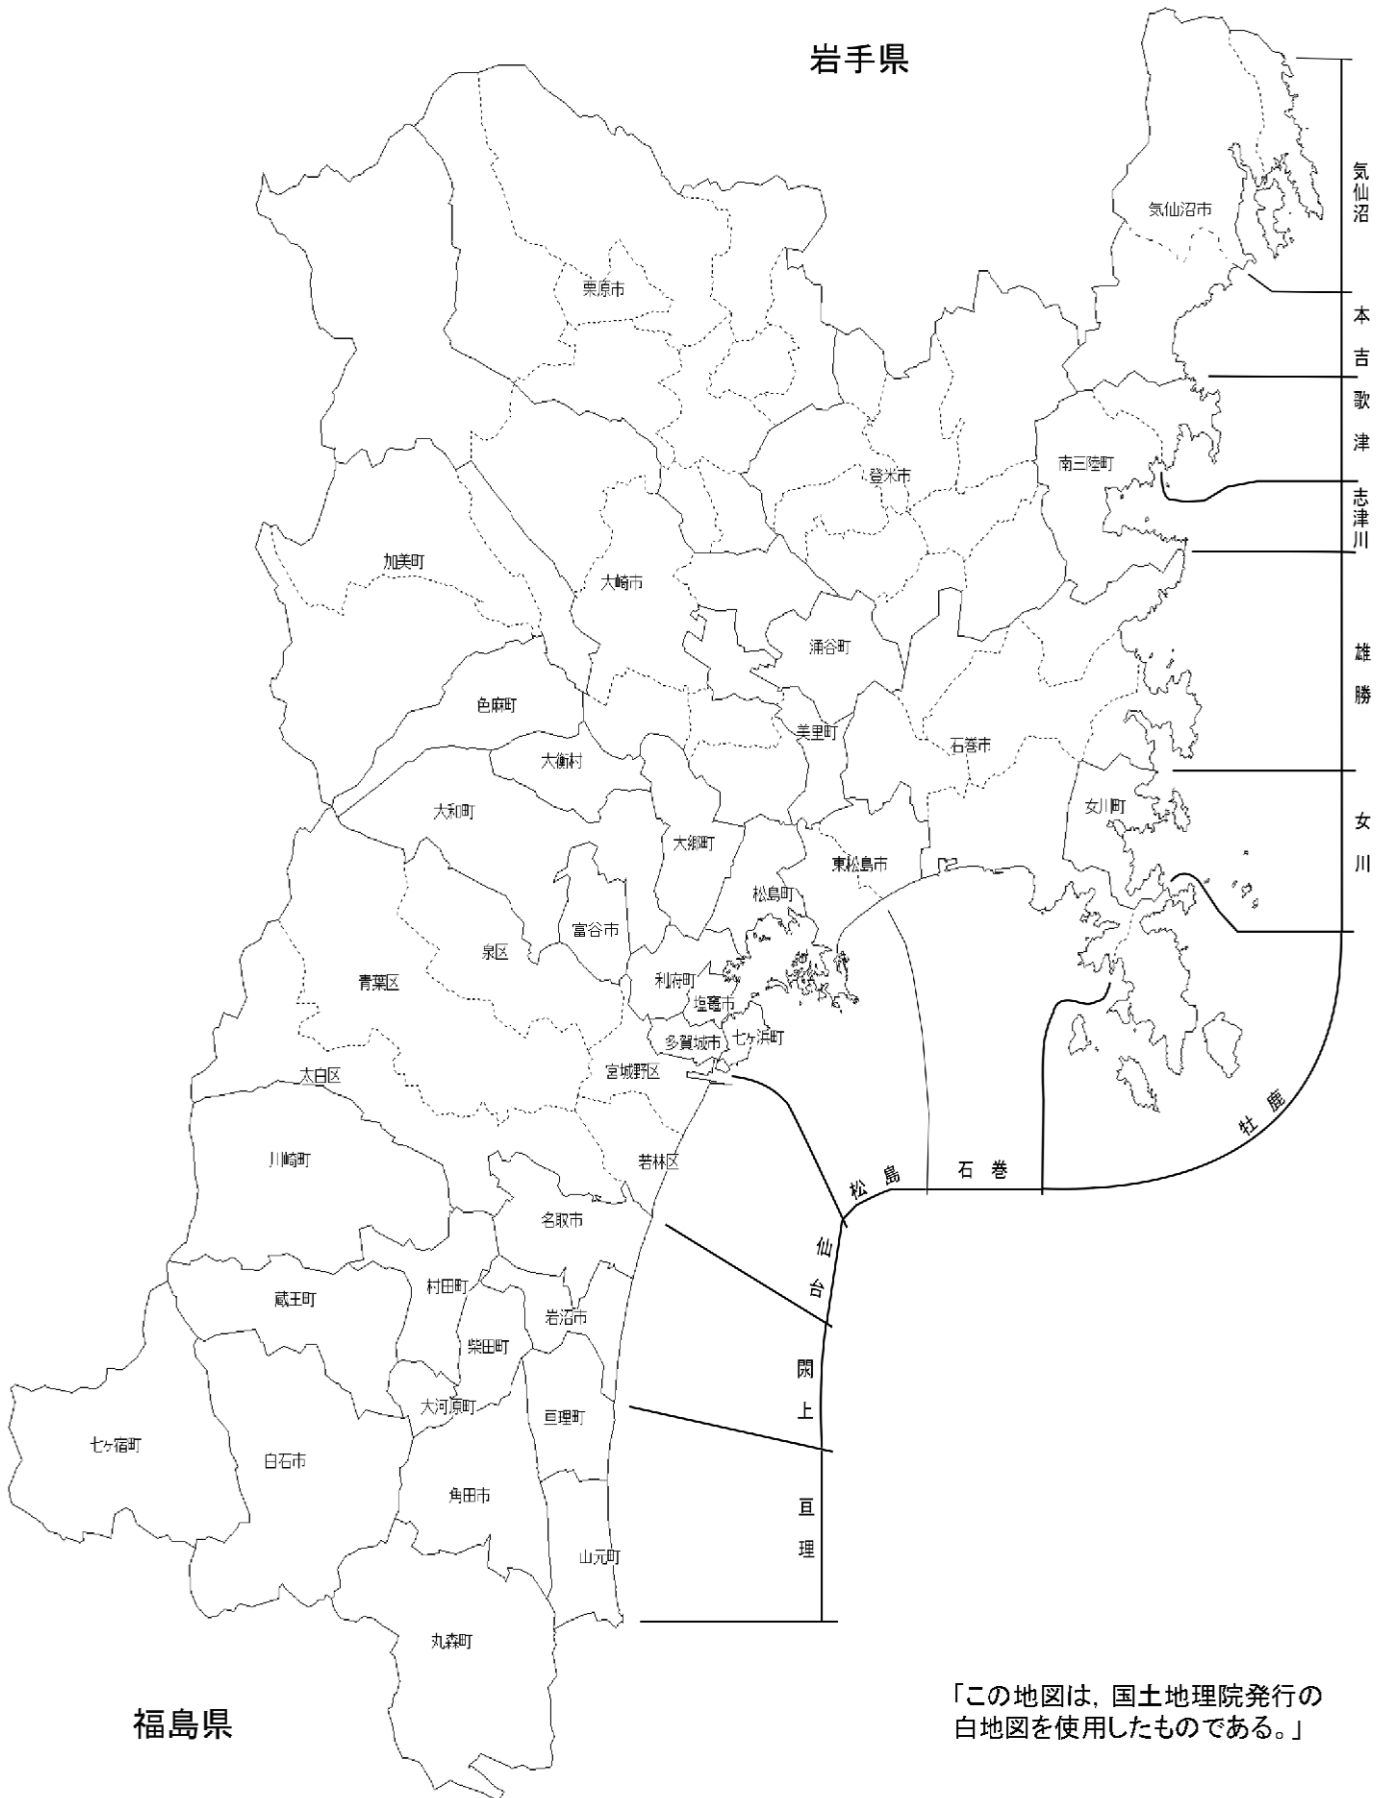 岩手県
気仙沼
気仙沼市
栗原市
本吉
歌津
南三陸町
登米市
志津川
加美町
大崎市
涌谷町
雄勝
色麻町
美里町
石巻市
大衡村
大和町
女川町
女川
大郷町
東松島市
松島町
富谷市
泉区
青葉区
利府町
塩竈市
七ヶ浜町
多賀城市
宮城野区
太白区
牡鹿
川崎町
若林区
松島
石巻
名取市
仙台
村田町
蔵王町
岩沼市
柴田町
閖上
大河原町
亘理町
七ヶ宿町
白石市
角田市
亘理
山元町
丸森町
福島県
「この地図は，国土地理院発行の
白地図を使用したものである。」